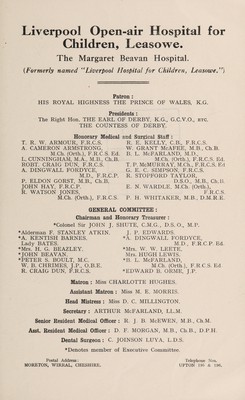 Liverpool Open-air Hospital for
Children, Leasowe.
The Margaret Beavan Hospital.
(Formerly named "Liverpool Hospital for Children, Leasowe.")
Patron :
HIS ROYAL HIGHNESS THE PRINCE OF WALES, K.G.
Presidents :
The Right Hon. THE EARL OF DERBY, K.G., G.C.V.O., etc.
THE COUNTESS OF DERBY.
Honorary Medical and Surgical Staff :
T. R. W. ARMOUR, F.R.C.S.
A. CAMERON ARMSTRONG,
M.Ch. (Orth.), F.R.C.S. Ed.
L. CUNNINGHAM, M.A., M.B., Ch.B.
ROBT. CRAIG DUN, F.R.C.S.
A. DINGWALL FORDYCE,
M.D., F.R.C.P.
P. ELDON GORST, M.B., Ch.B.
JOHN HAY, F.R.C.P.
R. WATSON JONES,
M.Ch. (Orth.), F.R.C.S.
R. E. KELLY, C.B., F.R.C.S.
W. GRANT MAFEE, M.B., Ch.B.
B. L. McFARLAND, M.D.,
M.Ch. (Orth.), F.R.C.S. Ed.
T. P. McMURRAY, M.Ch., F.R.C.S. Ed.
G. E. C. SIMPSON, F.R.C.S.
R. STOPFORD TAYLOR,
D.S.O., M.B., Ch.B.
E. N. WARDLE, M.Ch. (Orth.),
F.R.C.S.
P. H. WHITAKER, M.B., D.M.R.E.
GENERAL COMMITTEE :
Chairman and Honorary Treasurer :
*Colonel Sir JOHN J. SHUTE, C.M.G., D.S.O., M.P.
*Alderman F. STANLEY ATKIN.
*A. KENTISH BARNES.
Lady BATES.
*Mrs. H. G. BEAZLEY.
*JOHN BEAVAN.
*PETER S. BOULT, M.C.
W. B. CHRIMES, J.P., O.B.E.
R. CRAIG DUN, F.R.C.S.
J. P. EDWARDS.
A. DINGWALL FORDYCE,
M.D., F.R.C.P. Ed.
*Mrs. W. W. LEETE.
Mrs. HUGH LEWIS.
*B. L. McFARLAND,
M.Ch. (Orth.), F.R.C.S. Ed.
*EDWARD B. ORME, J.P.
Matron : Miss CHARLOTTE HUGHES.
Assistant Matron : Miss M. E. MORRIS.
Head Mistress : Miss D. C. MILLINGTON.
Secretary : ARTHUR McFARLAND, LL.M.
Senior Resident Medical Officer : R. J. B. McEWEN, M.B., Ch.M.
Asst. Resident Medical Officer : D. F. MORGAN, M.B., Ch.B., D.P.H.
Dental Surgeon : C. JOINSON LUYA, L.D.S.
*Denotes member of Executive Committee.
Postal Address :
MORETON, WIRRAL, CHESHIRE.
Telephone Nos.
UPTON 195 & 196.